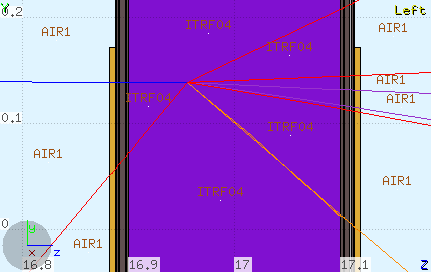 Y
Left
0.2
AIR1
ITRF04
AIR1
ITRF04
AIR1
ITRF04
AIR1
0.1
ITRF04
AIR1
AIR1
ITRF04
0
y
AIR1
x
z
Z
16.8
16.9
17
17.1